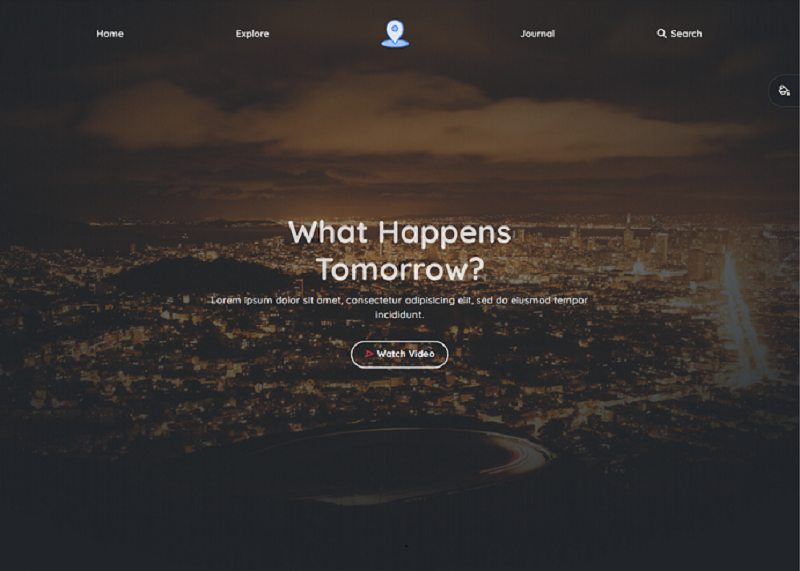 Home
Explore
Journal
Search
What Happens
Tomorrow?
Lorem ipsum dolor sit amet, consectetur adipisicing elit, sed do eiusmod tempor
incididunt.
Watch Video